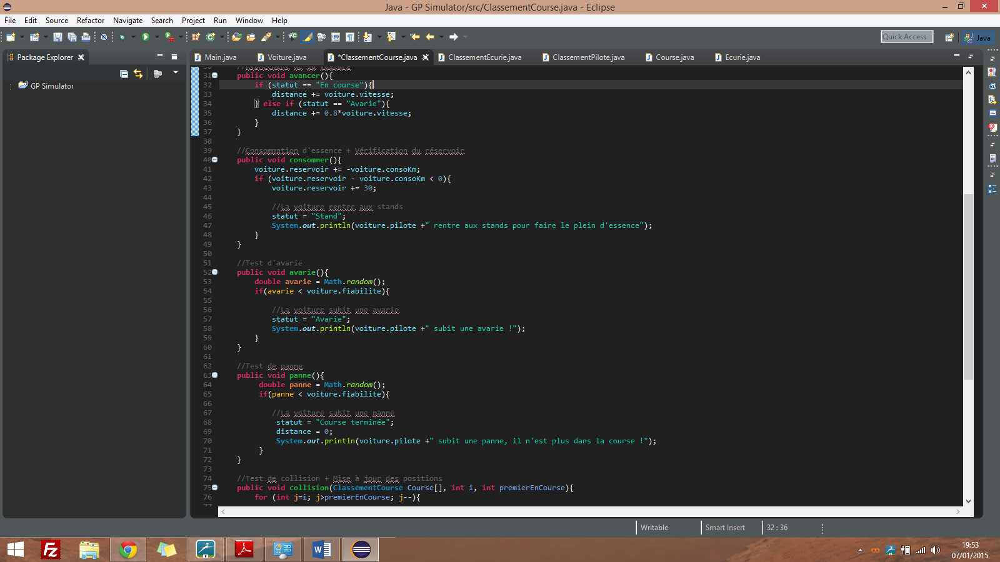 Java - GP Simulator/src/ClassementCourse.java - Eclipse
File Edit Source Refactor Navigate Search Project Run Window Help
Quick Access
Java
Package Explorer
Main.java Voiture.java *ClassementCourse.java ClassementEcurie.java ClassementPilote.java Course.java Ecurie.java
GP Simulator
31 public void avancer(){
32 if (statut == "En course"){
33 distance += voiture.vitesse;
34 } else if (statut == "Avarie"){
35 distance += 0.8*voiture.vitesse;
36 }
37 }
38
39 //Consommation d'essence + Vérification du réservoir
40 public void consommer(){
41 voiture.reservoir += -voiture.consoKm;
42 if (voiture.reservoir - voiture.consoKm < 0){
43 voiture.reservoir += 30;
44
45 //La voiture rentre aux stands
46 statut = "Stand";
47 System.out.println(voiture.pilote +" rentre aux stands pour faire le plein d'essence");
48 }
49 }
50
51 //Test d'avarie
52 public void avarie(){
53 double avarie = Math.random();
54 if(avarie < voiture.fiabilite){
55
56 //La voiture subit une avarie
57 statut = "Avarie";
58 System.out.println(voiture.pilote +" subit une avarie !");
59 }
60 }
61
62 //Test de panne
63 public void panne(){
64 double panne = Math.random();
65 if(panne < voiture.fiabilite){
66
67 //La voiture subit une panne
68 statut = "Course terminée";
69 distance = 0;
70 System.out.println(voiture.pilote +" subit une panne, il n'est plus dans la course !");
71 }
72 }
73
74 //Test de collision + Mise à jour des positions
75 public void collision(ClassementCourse Course[], int i, int premierEnCourse){
76 for (int j=i; j>premierEnCourse; j--){
Writable Smart Insert 32 : 36
19:53
07/01/2015